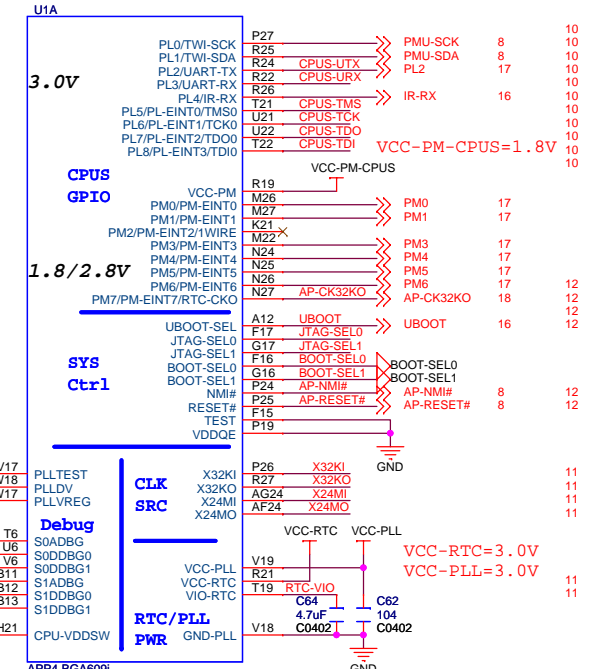 U1A
10
PL0/TWI-SCK P27 PMU-SCK 8 10
PL1/TWI-SDA R25 PMU-SDA 8 10
PL2/UART-TX R24 CPUS-UTX PL2 17 10
3.0V PL3/UART-RX R22 CPUS-URX 10
PL4/IR-RX R26 IR-RX 16 10
PL5/PL-EINT0/TMS0 T21 CPUS-TMS 10
PL6/PL-EINT1/TCK0 U21 CPUS-TCK 10
PL7/PL-EINT2/TDO0 U22 CPUS-TDO 10
PL8/PL-EINT3/TDI0 T22 CPUS-TDI VCC-PM-CPUS=1.8V 10
10
VCC-PM-CPUS
CPUS
GPIO
VCC-PM R19
PM0/PM-EINT0 M26 PM0 17
PM1/PM-EINT1 M27 PM1 17
PM2/PM-EINT2/1WIRE K21
PM3/PM-EINT3 M22 PM3 17
PM4/PM-EINT4 N24 PM4 17
1.8/2.8V PM5/PM-EINT5 N25 PM5 17
PM6/PM-EINT6 N26 PM6 17 12
PM7/PM-EINT7/RTC-CKO N27 AP-CK32KO AP-CK32KO 18 12
12
UBOOT-SEL A12 UBOOT UBOOT 16 12
JTAG-SEL0 F17 JTAG-SEL0
JTAG-SEL1 G17 JTAG-SEL1
SYS
Ctrl
BOOT-SEL0 F16 BOOT-SEL0 BOOT-SEL0
BOOT-SEL1 G16 BOOT-SEL1 BOOT-SEL1
NMI# P24 AP-NMI# AP-NMI# 8 12
RESET# P25 AP-RESET# AP-RESET# 8 12
TEST F15
VDDQE P19
GND
V17 PLLTEST X32KI P26 X32KI 11
W18 PLLDV CLK X32KO R27 X32KO 11
W17 PLLVREG SRC X24MI AG24 X24MI 11
X24MO AF24 X24MO 11
Debug
T6 S0ADBG VCC-RTC VCC-PLL
U6 S0DDBG0 VCC-RTC=3.0V
V6 S0DDBG1 VCC-PLL V19 VCC-PLL=3.0V
B11 S1ADBG VCC-RTC R21 11
B12 S1DDBG0 VIO-RTC T19 RTC-VIO 11
B13 S1DDBG1
C64 C62
4.7uF 104
C0402 C0402
RTC/PLL
PWR
H21 CPU-VDDSW GND-PLL V18
GND